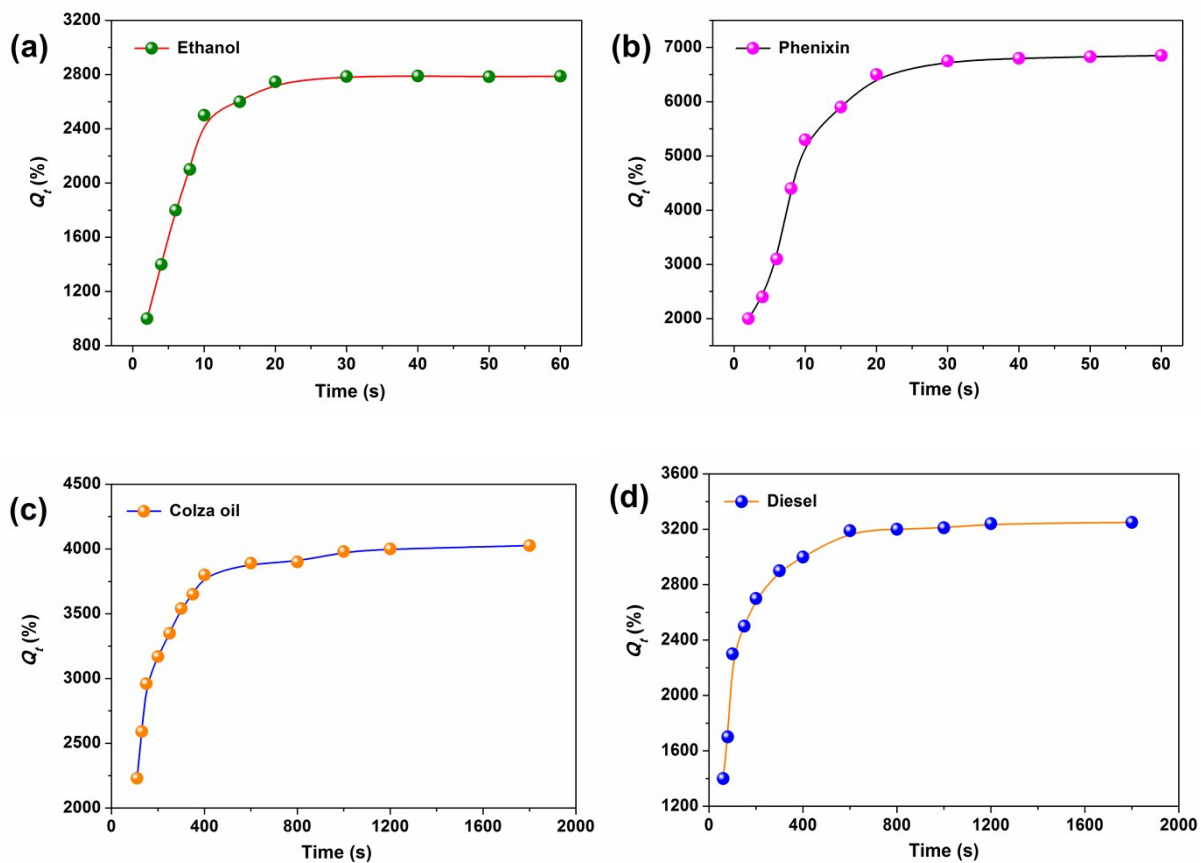 (a)
Ethanol
3200
2800
2400
2000
1600
1200
800
Qt (%)
0 10 20 30 40 50 60
Time (s)
(b)
Phenixin
7000
6000
5000
4000
3000
2000
Qt (%)
0 10 20 30 40 50 60
Time (s)
(c)
Colza oil
4500
4000
3500
3000
2500
2000
Qt (%)
0 400 800 1200 1600 2000
Time (s)
(d)
Diesel
3600
3200
2800
2400
2000
1600
1200
Qt (%)
0 400 800 1200 1600 2000
Time (s)